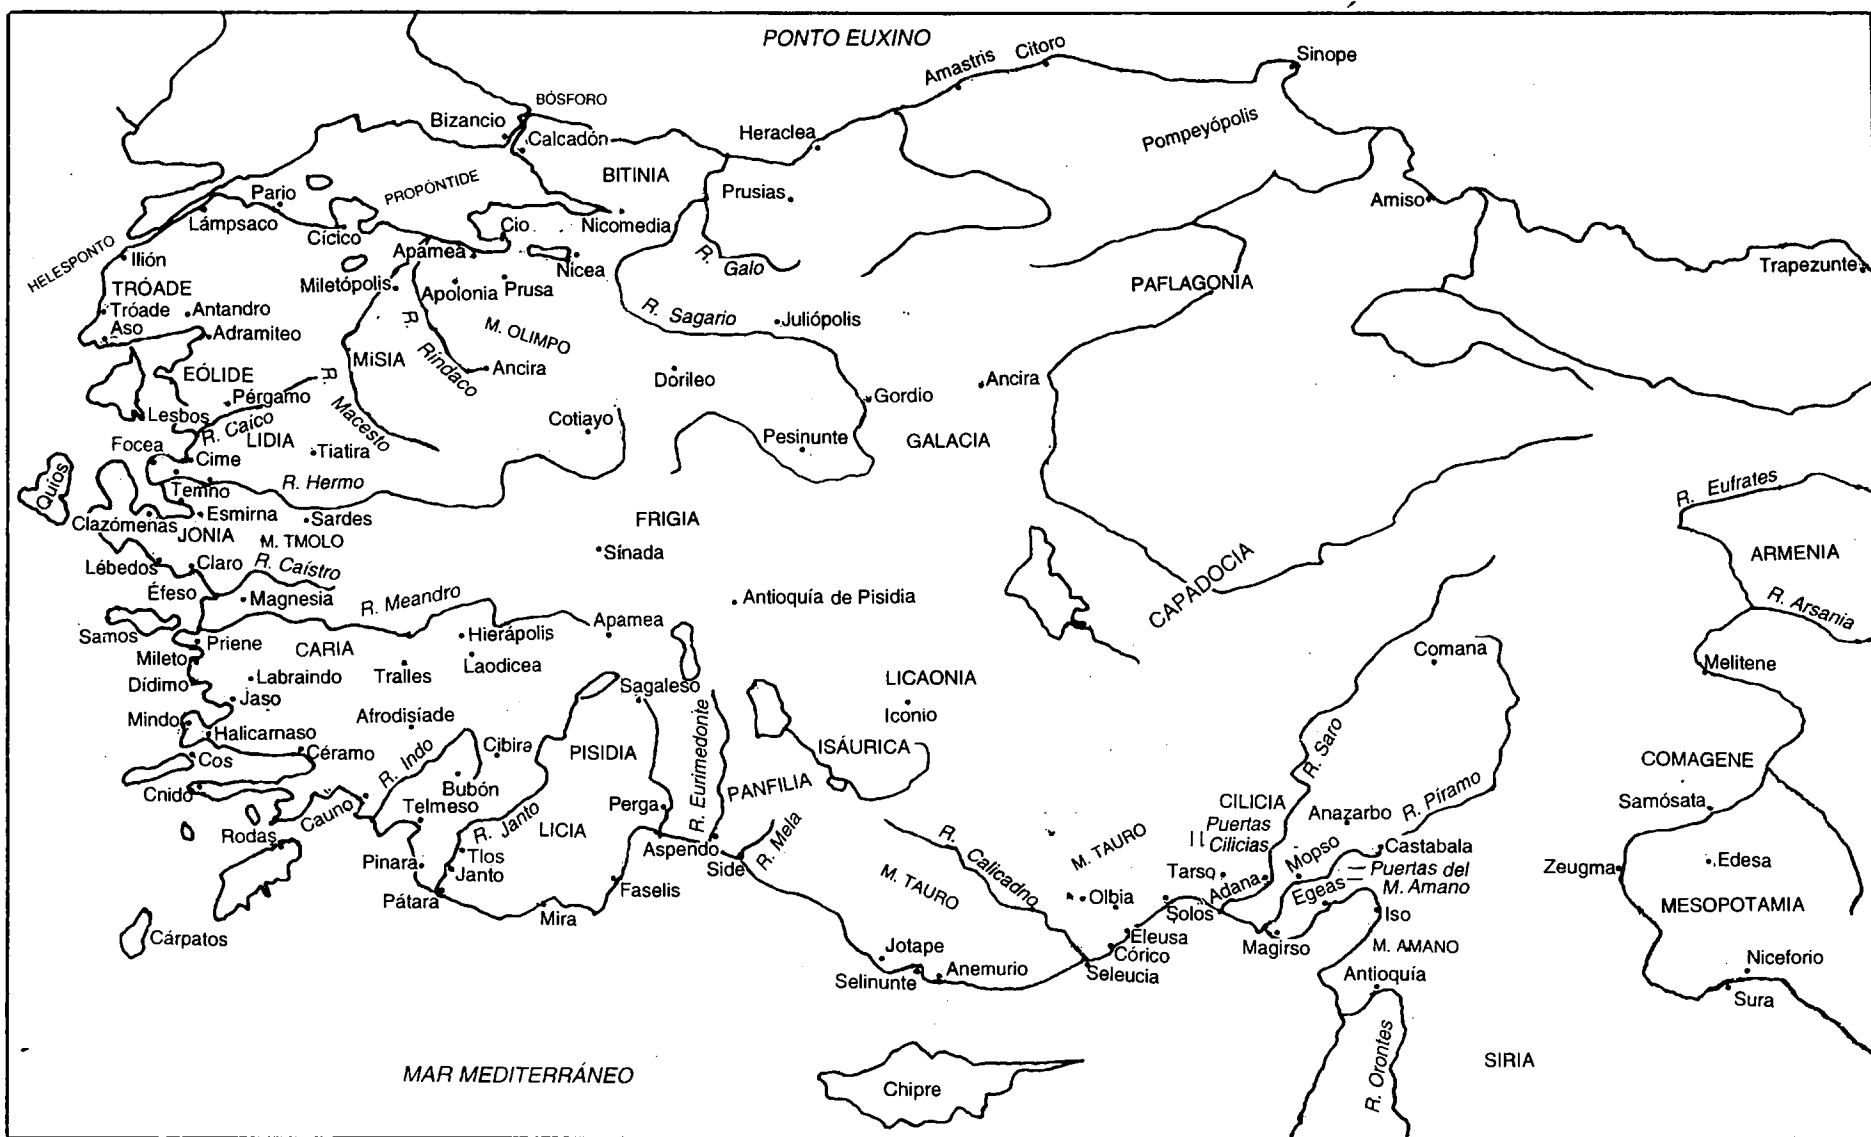 PONTO EUXINO
Amastris
Citoro
Sinope
BÓSFORO
Bizancio
Calcadón
Heraclea
Pompeyópolis
BITINIA
PROPÓNTIDE
Pario
Prusias
Amiso
Lámpsaco
Cícico
Cio
Nicomedia
HELESPONTO
Ilión
Apamea
Nicea
R. Galo
Trapezunte
TRÓADE
Miletópolis
Apolonia
Prusa
PAFLAGONIA
Tróade
Antandro
R. Sagario
Juliópolis
Aso
Adramiteo
M. OLIMPO
R. Ríndaco
MISIA
Ancira
EÓLIDE
Dorileo
Ancira
Pérgamo
R. Macesto
Gordio
Lesbos
R. Caíco
LIDIA
Cotiayo
Pesinunte
GALACIA
Focea
Cime
Tiatira
Quíos
Temno
R. Hermo
R. Eufrates
Clazómenas
Esmirna
Sardes
FRIGIA
JONIA
M. TMOLO
Sínada
ARMENIA
Lébedos
Claro
R. Caístro
CAPADOCIA
Éfeso
Magnesia
R. Meandro
Antioquía de Pisidia
R. Arsania
Samos
Priene
CARIA
Hierápolis
Apamea
Comana
Mileto
Laodicea
Melitene
Dídimo
Labraindo
Tralles
LICAONIA
Jaso
Sagaleso
Iconio
Mindo
Halicarnaso
Afrodisíade
Cos
Céramo
R. Indo
Cibira
PISIDIA
R. Eurimedonte
ISÁURICA
R. Saro
COMAGENE
Cnido
Bubón
PANFILIA
CILICIA
Anazarbo
R. Píramo
Samósata
Cauno
Telmeso
R. Janto
LICIA
Perga
Puertas
Cilicias
Rodas
Aspendo
R. Mela
R. Calicadno
M. TAURO
Mopso
Castabala
Pinara
Tlos
Side
Tarso
Puertas del
M. Amano
Zeugma
Edesa
Janto
Faselis
M. TAURO
Olbia
Adana
Egeas
Pátara
Mira
Solos
Iso
MESOPOTAMIA
Cárpatos
Jotape
Eleusa
Córico
Magirso
M. AMANO
Selinunte
Anemurio
Seleucia
Antioquía
Niceforio
Sura
MAR MEDITERRÁNEO
Chipre
R. Orontes
SIRIA